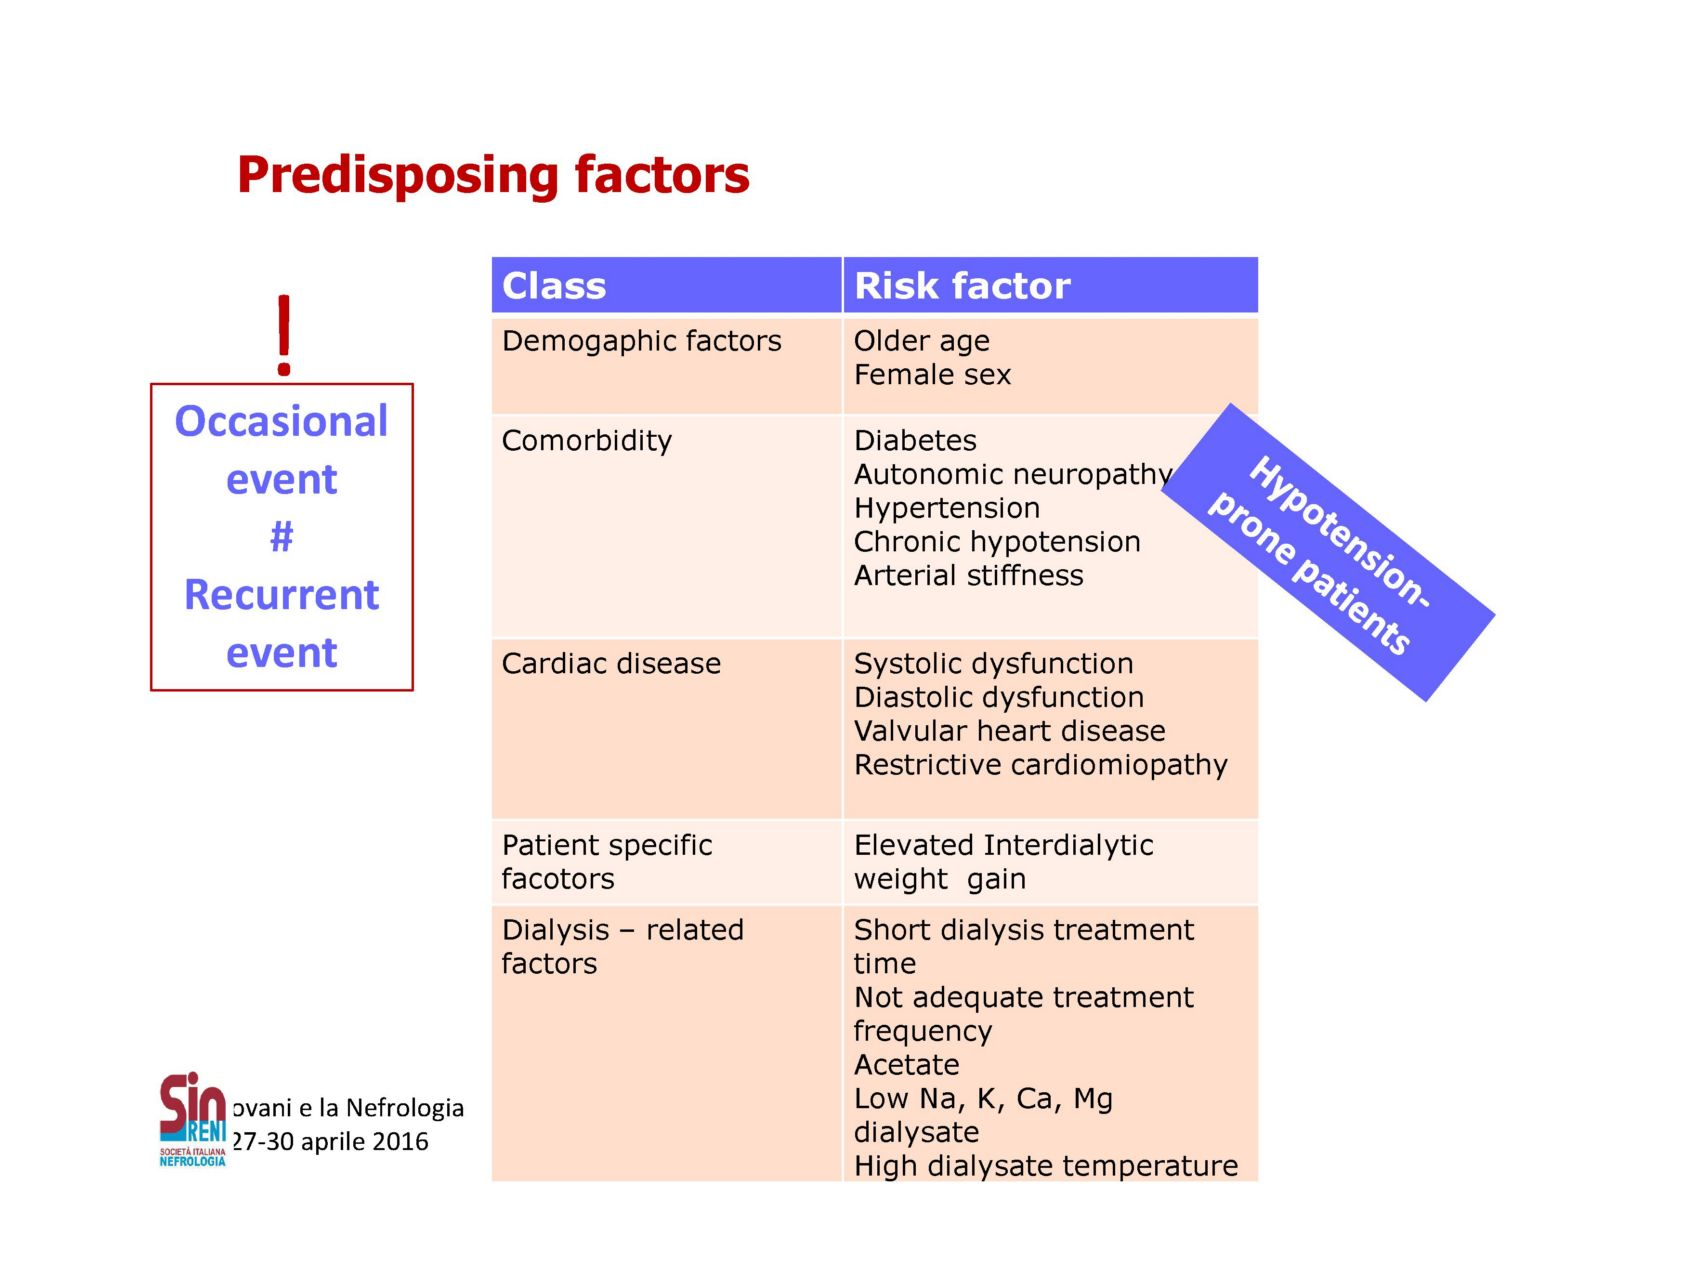 Predisposing factors
!
Occasional
event
#
Recurrent
event
Class
Risk factor
Demogaphic factors
Older age
Female sex
Comorbidity
Diabetes
Autonomic neuropathy
Hypertension
Chronic hypotension
Arterial stiffness
Hypotension-
prone patients
Cardiac disease
Systolic dysfunction
Diastolic dysfunction
Valvular heart disease
Restrictive cardiomiopathy
Patient specific
facotors
Elevated Interdialytic
weight gain
Dialysis – related
factors
Short dialysis treatment
time
Not adequate treatment
frequency
Acetate
Low Na, K, Ca, Mg
dialysate
High dialysate temperature
Sin
RENI
SOCIETÀ ITALIANA
NEFROLOGIA
ovani e la Nefrologia
27-30 aprile 2016